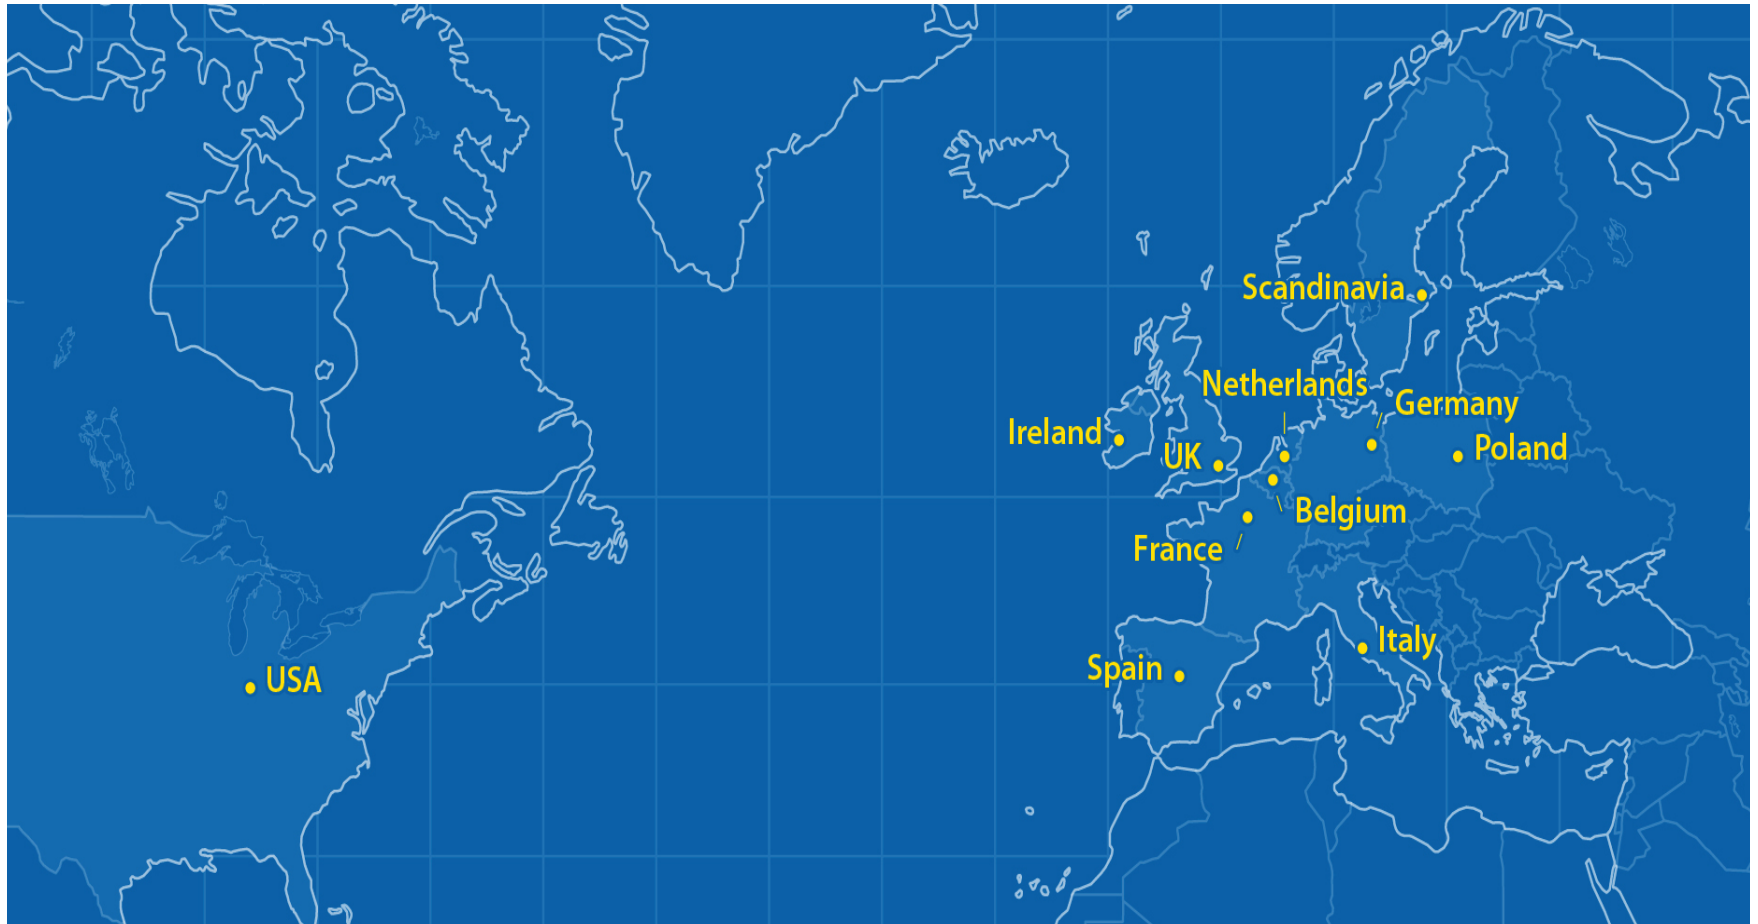 Scandinavia
Netherlands
Germany
Ireland
UK
Poland
Belgium
France
Italy
Spain
USA